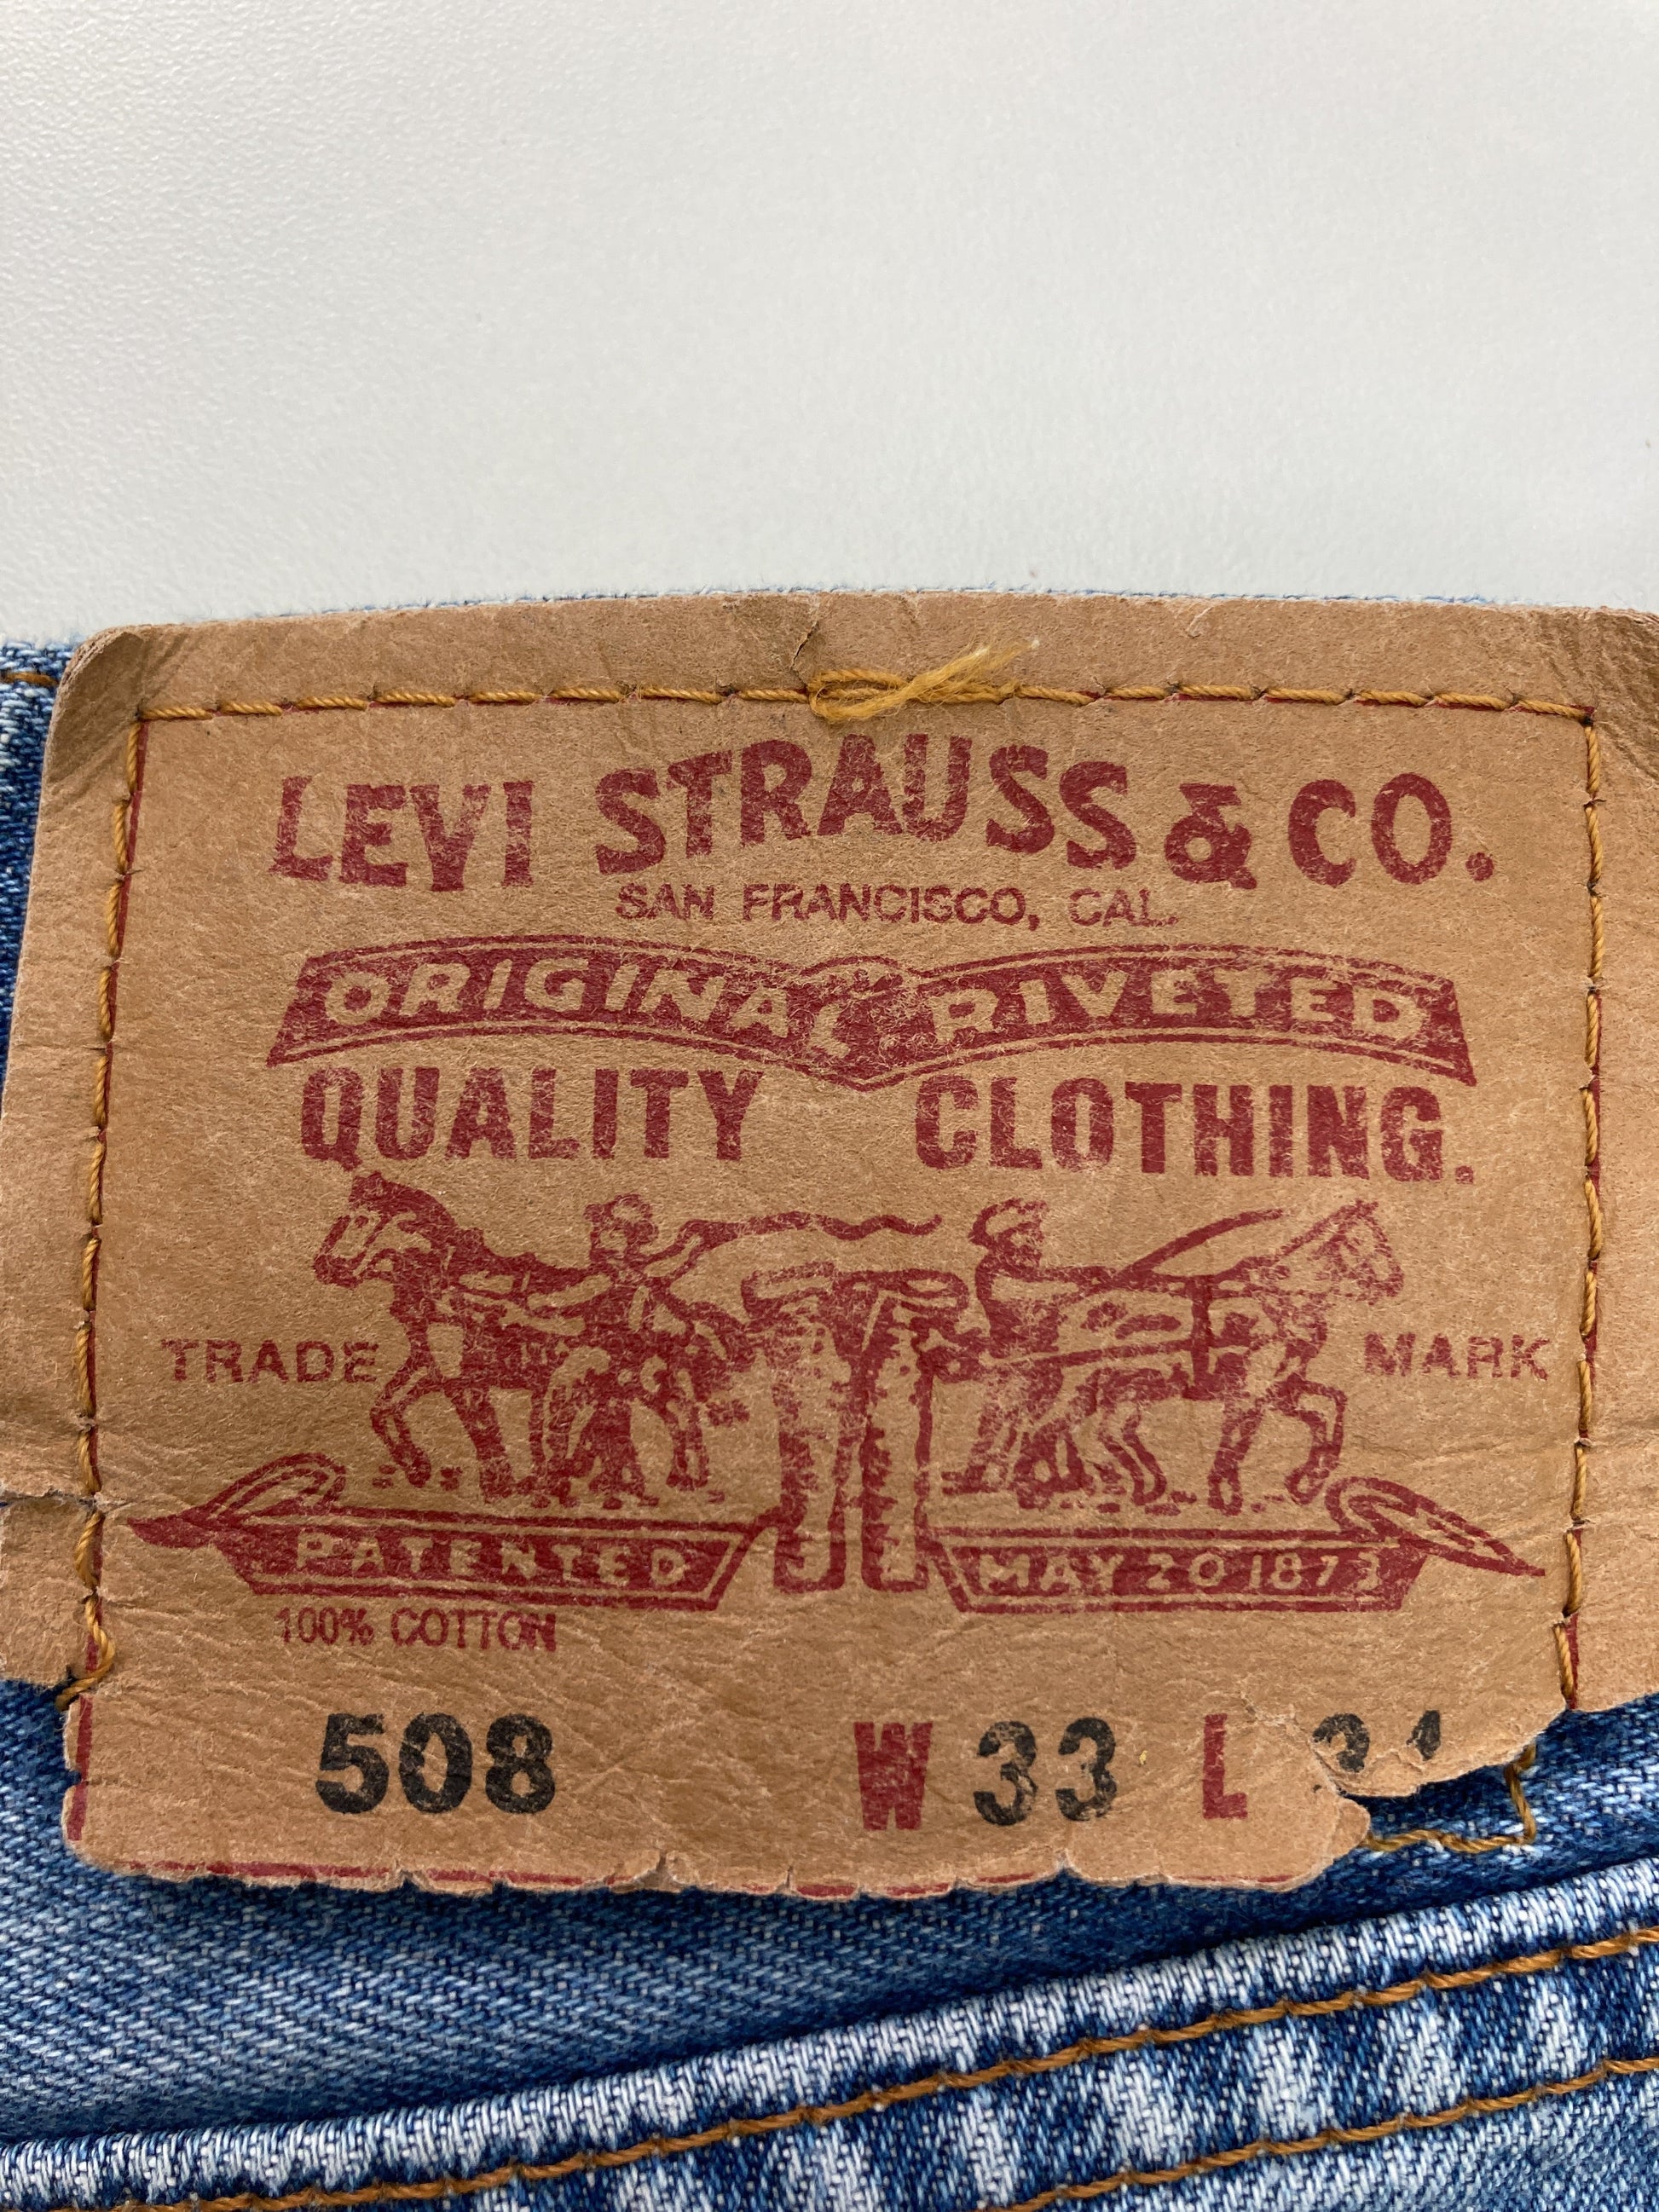 LEVI STRAUSS & CO.
SAN FRANCISCO, CAL.
ORIGINAL RIVETED
QUALITY CLOTHING.
TRADE MARK
PATENTED MAY 20 1873
100% COTTON
508 W 33 L